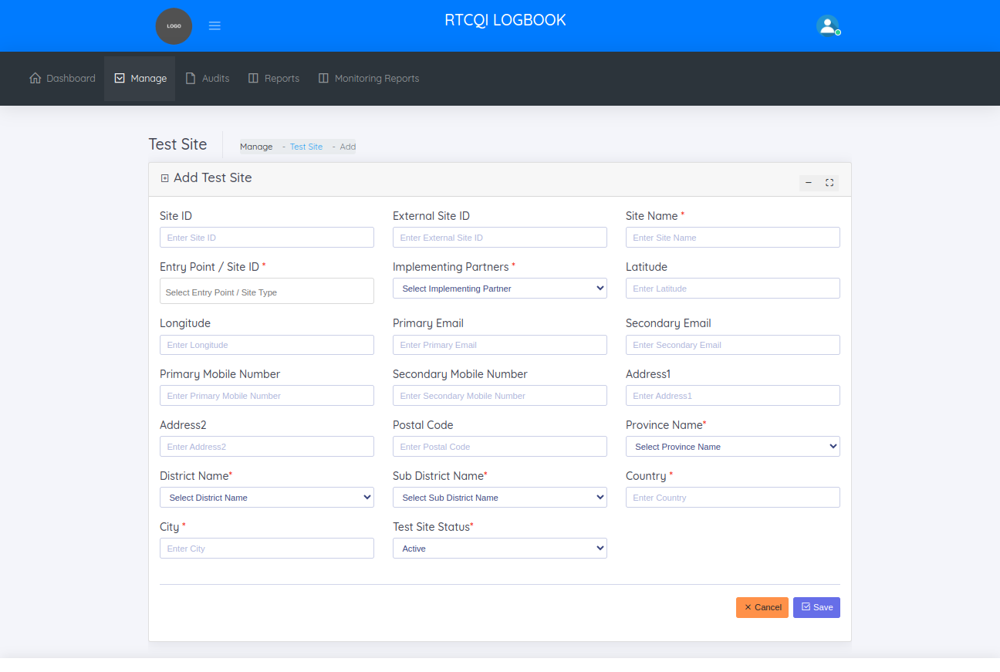 LOGO
RTCQI LOGBOOK
Dashboard Manage Audits Reports Monitoring Reports
Test Site
Manage - Test Site - Add
Add Test Site
Site ID External Site ID Site Name *
Enter Site ID Enter External Site ID Enter Site Name
Entry Point / Site ID * Implementing Partners * Latitude
Select Entry Point / Site Type Select Implementing Partner Enter Latitude
Longitude Primary Email Secondary Email
Enter Longitude Enter Primary Email Enter Secondary Email
Primary Mobile Number Secondary Mobile Number Address1
Enter Primary Mobile Number Enter Secondary Mobile Number Enter Address1
Address2 Postal Code Province Name*
Enter Address2 Enter Postal Code Select Province Name
District Name* Sub District Name* Country *
Select District Name Select Sub District Name Enter Country
City * Test Site Status*
Enter City Active
Cancel Save